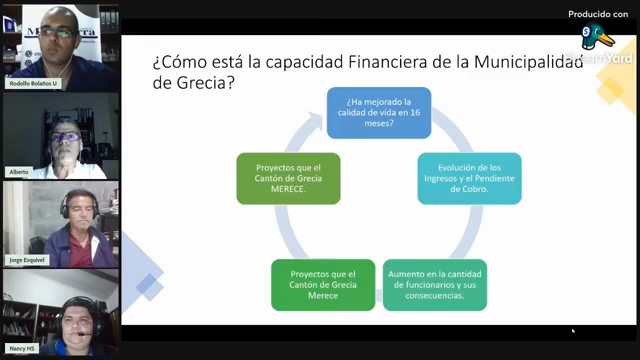 Producido con
StreamYard
¿Cómo está la capacidad Financiera de la Municipalidad
de Grecia?
¿Ha mejorado la
calidad de vida en 16
meses?
Evolución de los
Ingresos y el Pendiente
de Cobro.
Aumento en la cantidad
de funcionarios y sus
consecuencias.
Proyectos que el
Cantón de Grecia
Merece
Proyectos que el
Cantón de Grecia
MERECE.
Rodolfo Bolaños U
Alberto
Jorge Esquivel
Nancy HS